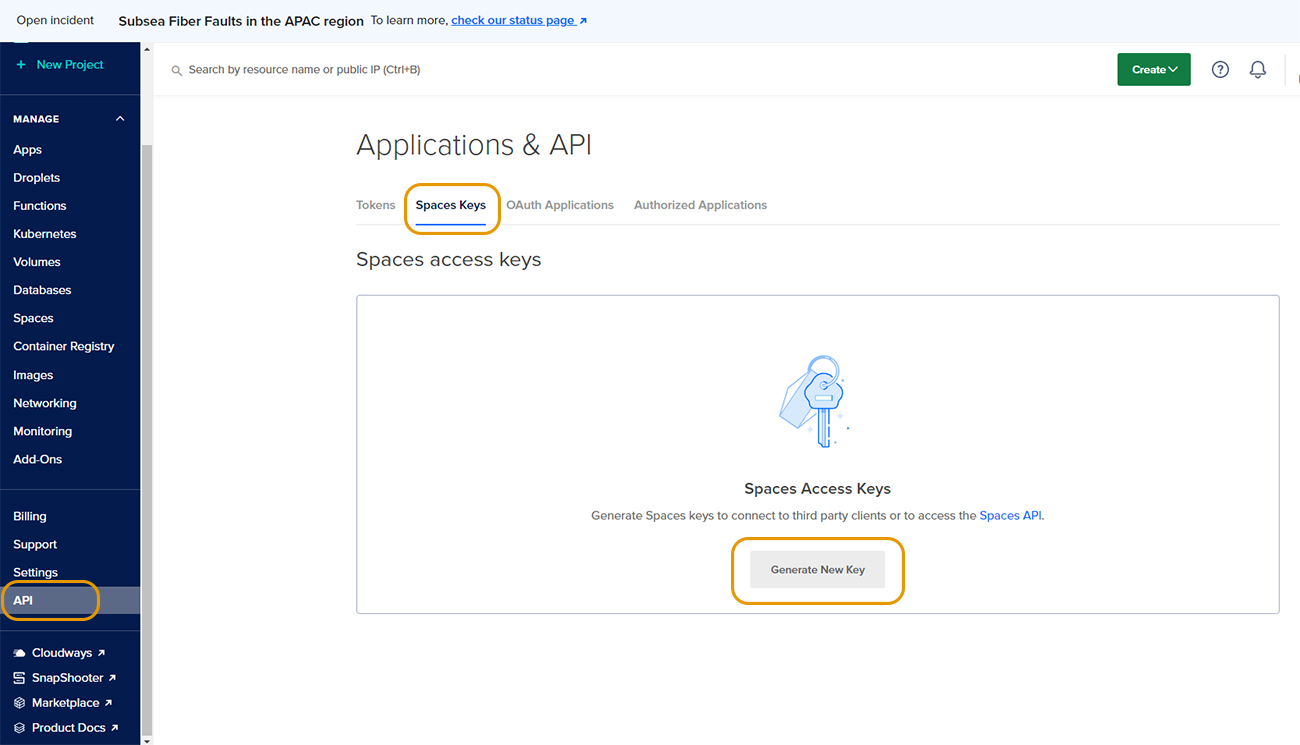 Open incident Subsea Fiber Faults in the APAC region To learn more, check our status page ↗
+ New Project
Search by resource name or public IP (Ctrl+B)
Create
?
MANAGE
Apps
Droplets
Functions
Kubernetes
Volumes
Databases
Spaces
Container Registry
Images
Networking
Monitoring
Add-Ons
Billing
Support
Settings
API
Cloudways ↗
SnapShooter ↗
Marketplace ↗
Product Docs ↗
Applications & API
Tokens Spaces Keys OAuth Applications Authorized Applications
Spaces access keys
Spaces Access Keys
Generate Spaces keys to connect to third party clients or to access the Spaces API.
Generate New Key